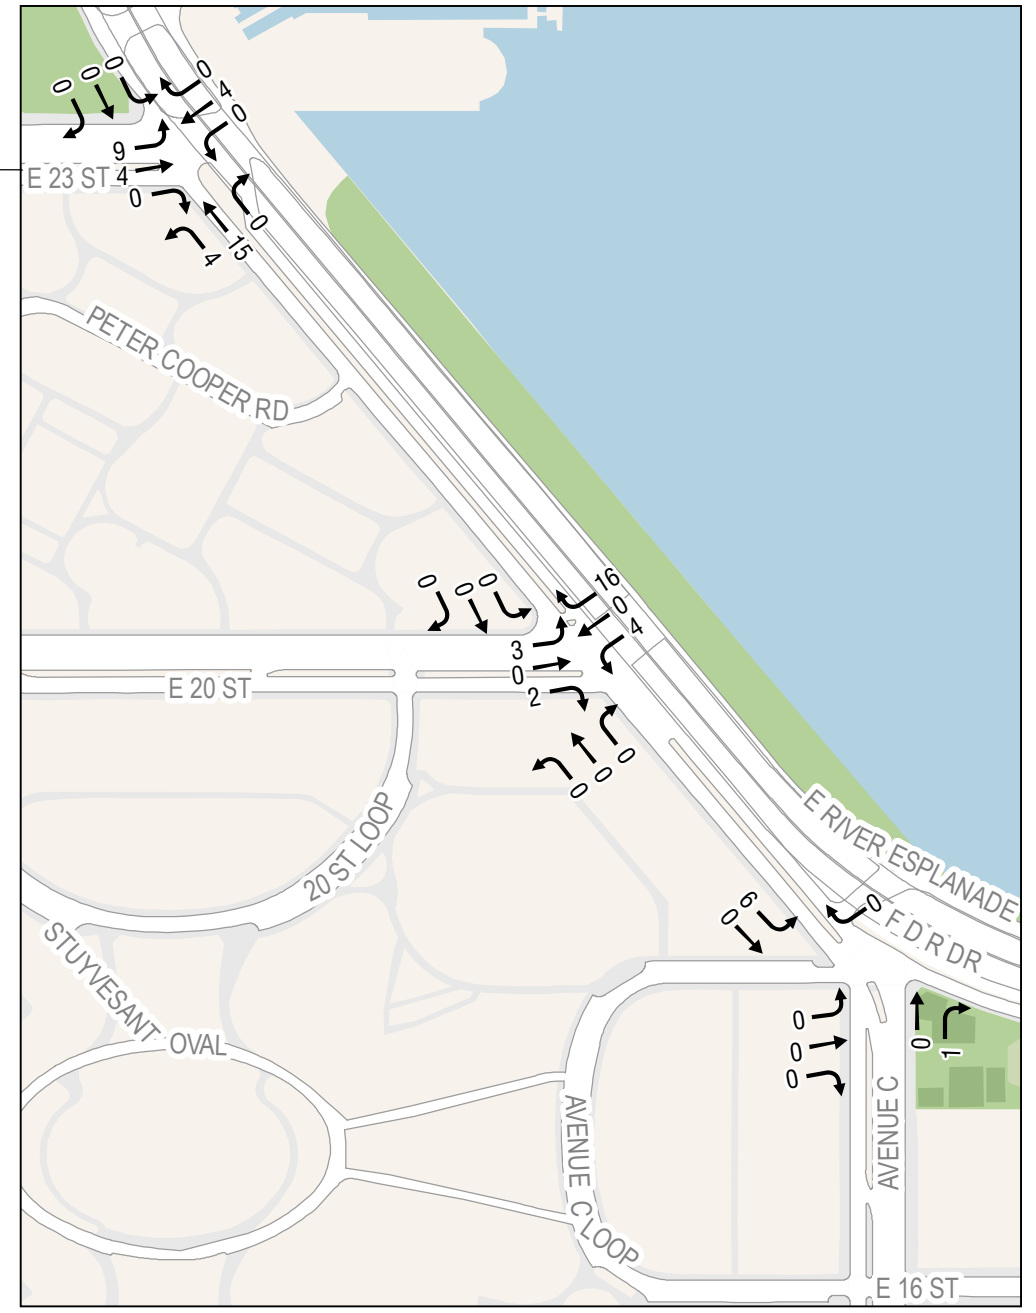 0 0 0
0
4
0
9
4
0
E 23 ST
0
15
4
PETER COOPER RD
0 0 0
16
0
4
3
0
2
E 20 ST
0
0
0
20 ST LOOP
E RIVER ESPLANADE
F D R DR
6
0
0
STUYVESANT OVAL
0
0
0
0
1
AVENUE C
AVENUE C LOOP
E 16 ST